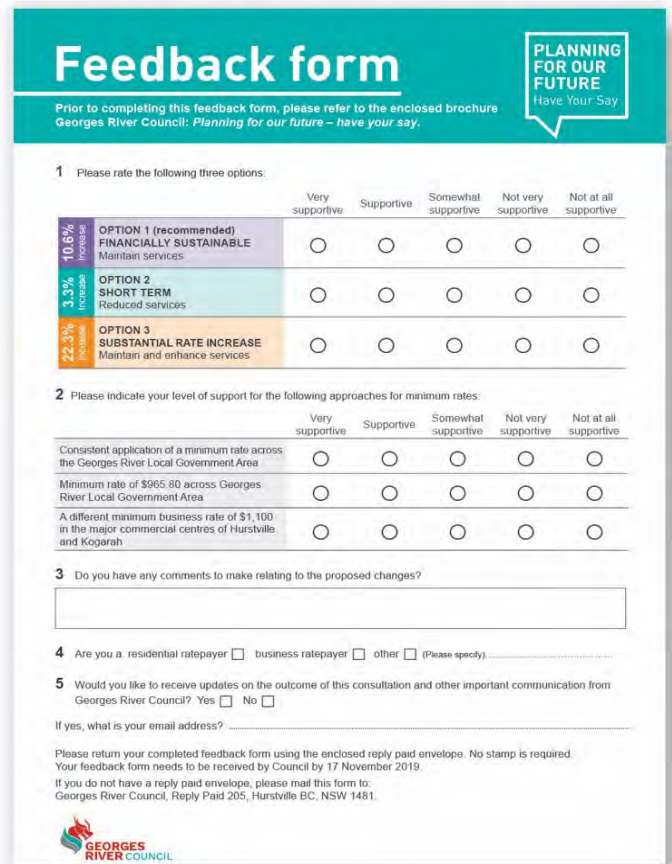 Feedback form
PLANNING
FOR OUR
FUTURE
Have Your Say
Prior to completing this feedback form, please refer to the enclosed brochure
Georges River Council: Planning for our future – have your say.
1 Please rate the following three options:
Very supportive Supportive Somewhat supportive Not very supportive Not at all supportive
10.6% Increase
OPTION 1 (recommended)
FINANCIALLY SUSTAINABLE
Maintain services
3.3% Increase
OPTION 2
SHORT TERM
Reduced services
22.3% Increase
OPTION 3
SUBSTANTIAL RATE INCREASE
Maintain and enhance services
2 Please indicate your level of support for the following approaches for minimum rates:
Very supportive Supportive Somewhat supportive Not very supportive Not at all supportive
Consistent application of a minimum rate across
the Georges River Local Government Area
Minimum rate of $965.80 across Georges
River Local Government Area
A different minimum business rate of $1,100
in the major commercial centres of Hurstville
and Kogarah
3 Do you have any comments to make relating to the proposed changes?
4 Are you a: residential ratepayer business ratepayer other (Please specify)
5 Would you like to receive updates on the outcome of this consultation and other important communication from
Georges River Council? Yes No
If yes, what is your email address?
Please return your completed feedback form using the enclosed reply paid envelope. No stamp is required.
Your feedback form needs to be received by Council by 17 November 2019.
If you do not have a reply paid envelope, please mail this form to:
Georges River Council, Reply Paid 205, Hurstville BC, NSW 1481.
GEORGES
RIVER COUNCIL